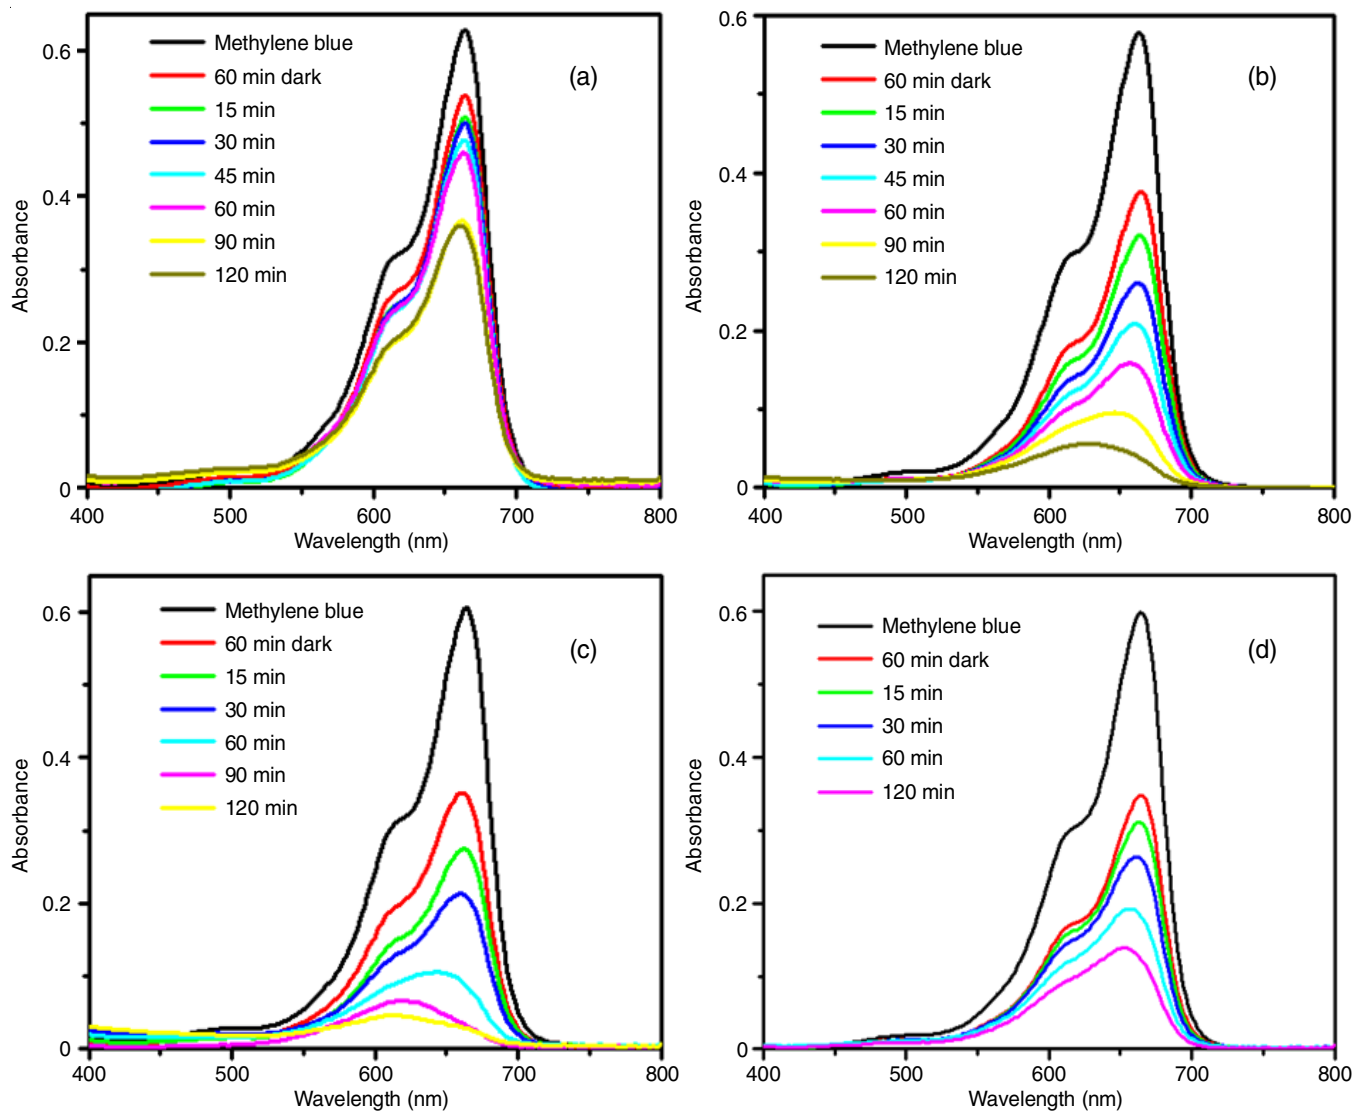 0.6
0.4
0.2
0
Absorbance
Methylene blue
60 min dark
15 min
30 min
45 min
60 min
90 min
120 min
(a)
400
500
600
700
800
Wavelength (nm)
0.6
0.4
0.2
0
Absorbance
Methylene blue
60 min dark
15 min
30 min
45 min
60 min
90 min
120 min
(b)
400
500
600
700
800
Wavelength (nm)
0.6
0.4
0.2
0
Absorbance
Methylene blue
60 min dark
15 min
30 min
60 min
90 min
120 min
(c)
400
500
600
700
800
Wavelength (nm)
0.6
0.4
0.2
0
Absorbance
Methylene blue
60 min dark
15 min
30 min
60 min
120 min
(d)
400
500
600
700
800
Wavelength (nm)